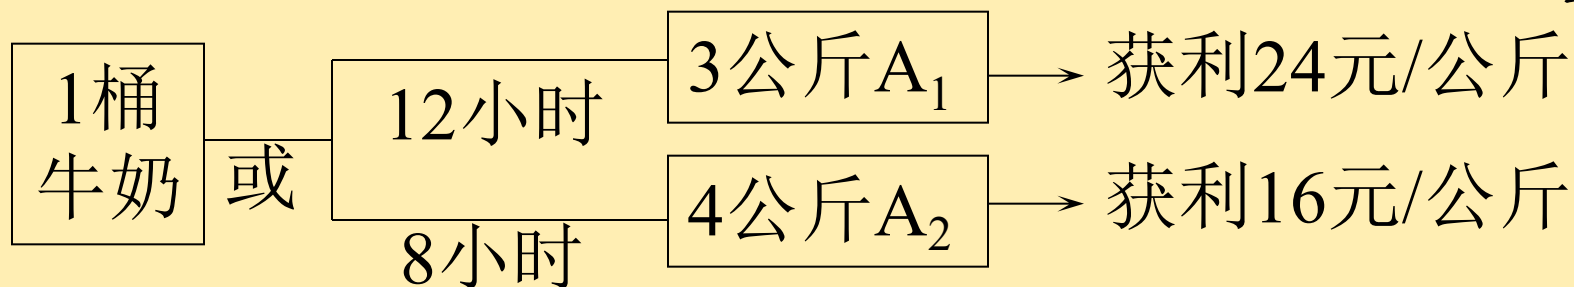 1桶
牛奶
或
12小时
3公斤A₁
获利24元/公斤
8小时
4公斤A₂
获利16元/公斤